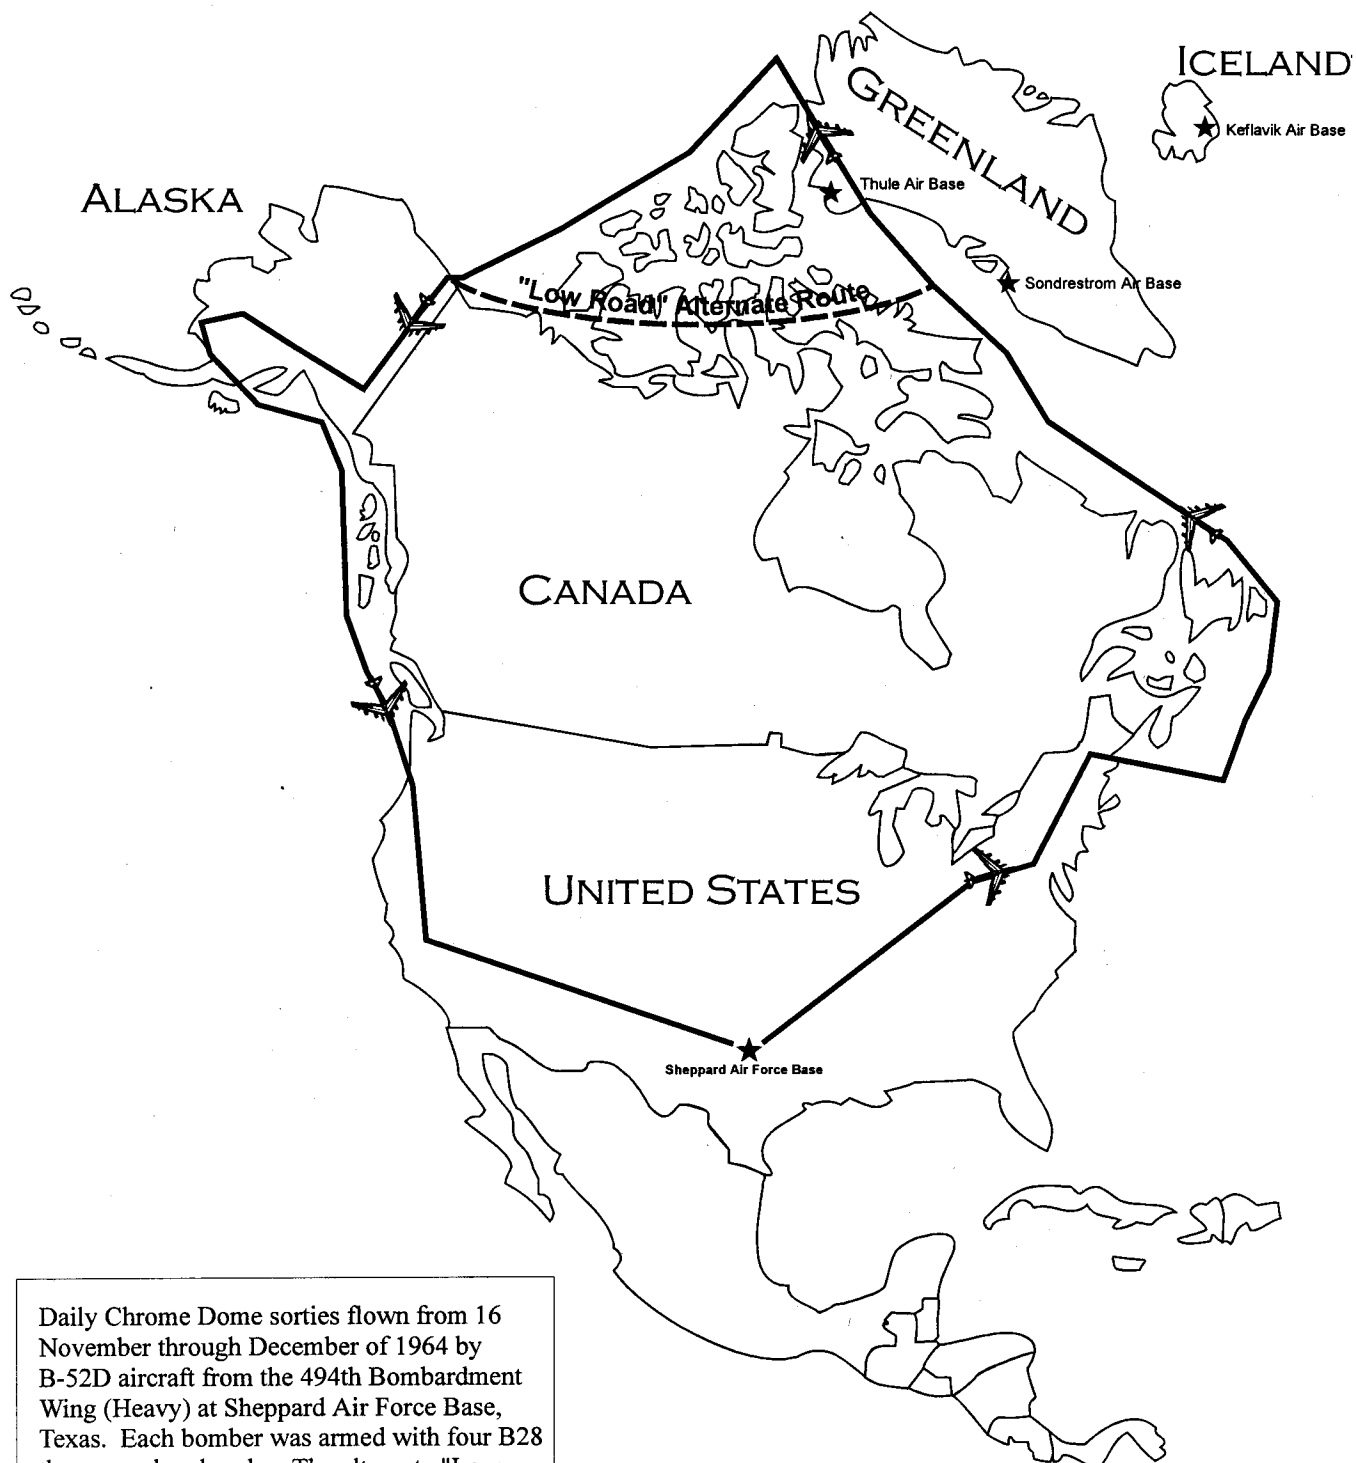 ICELAND
GREENLAND
Keflavik Air Base
Thule Air Base
ALASKA
Sondrestrom Air Base
"Low Road" Alternate Route
CANADA
UNITED STATES
Sheppard Air Force Base
Daily Chrome Dome sorties flown from 16
November through December of 1964 by
B-52D aircraft from the 494th Bombardment
Wing (Heavy) at Sheppard Air Force Base,
Texas. Each bomber was armed with four B28